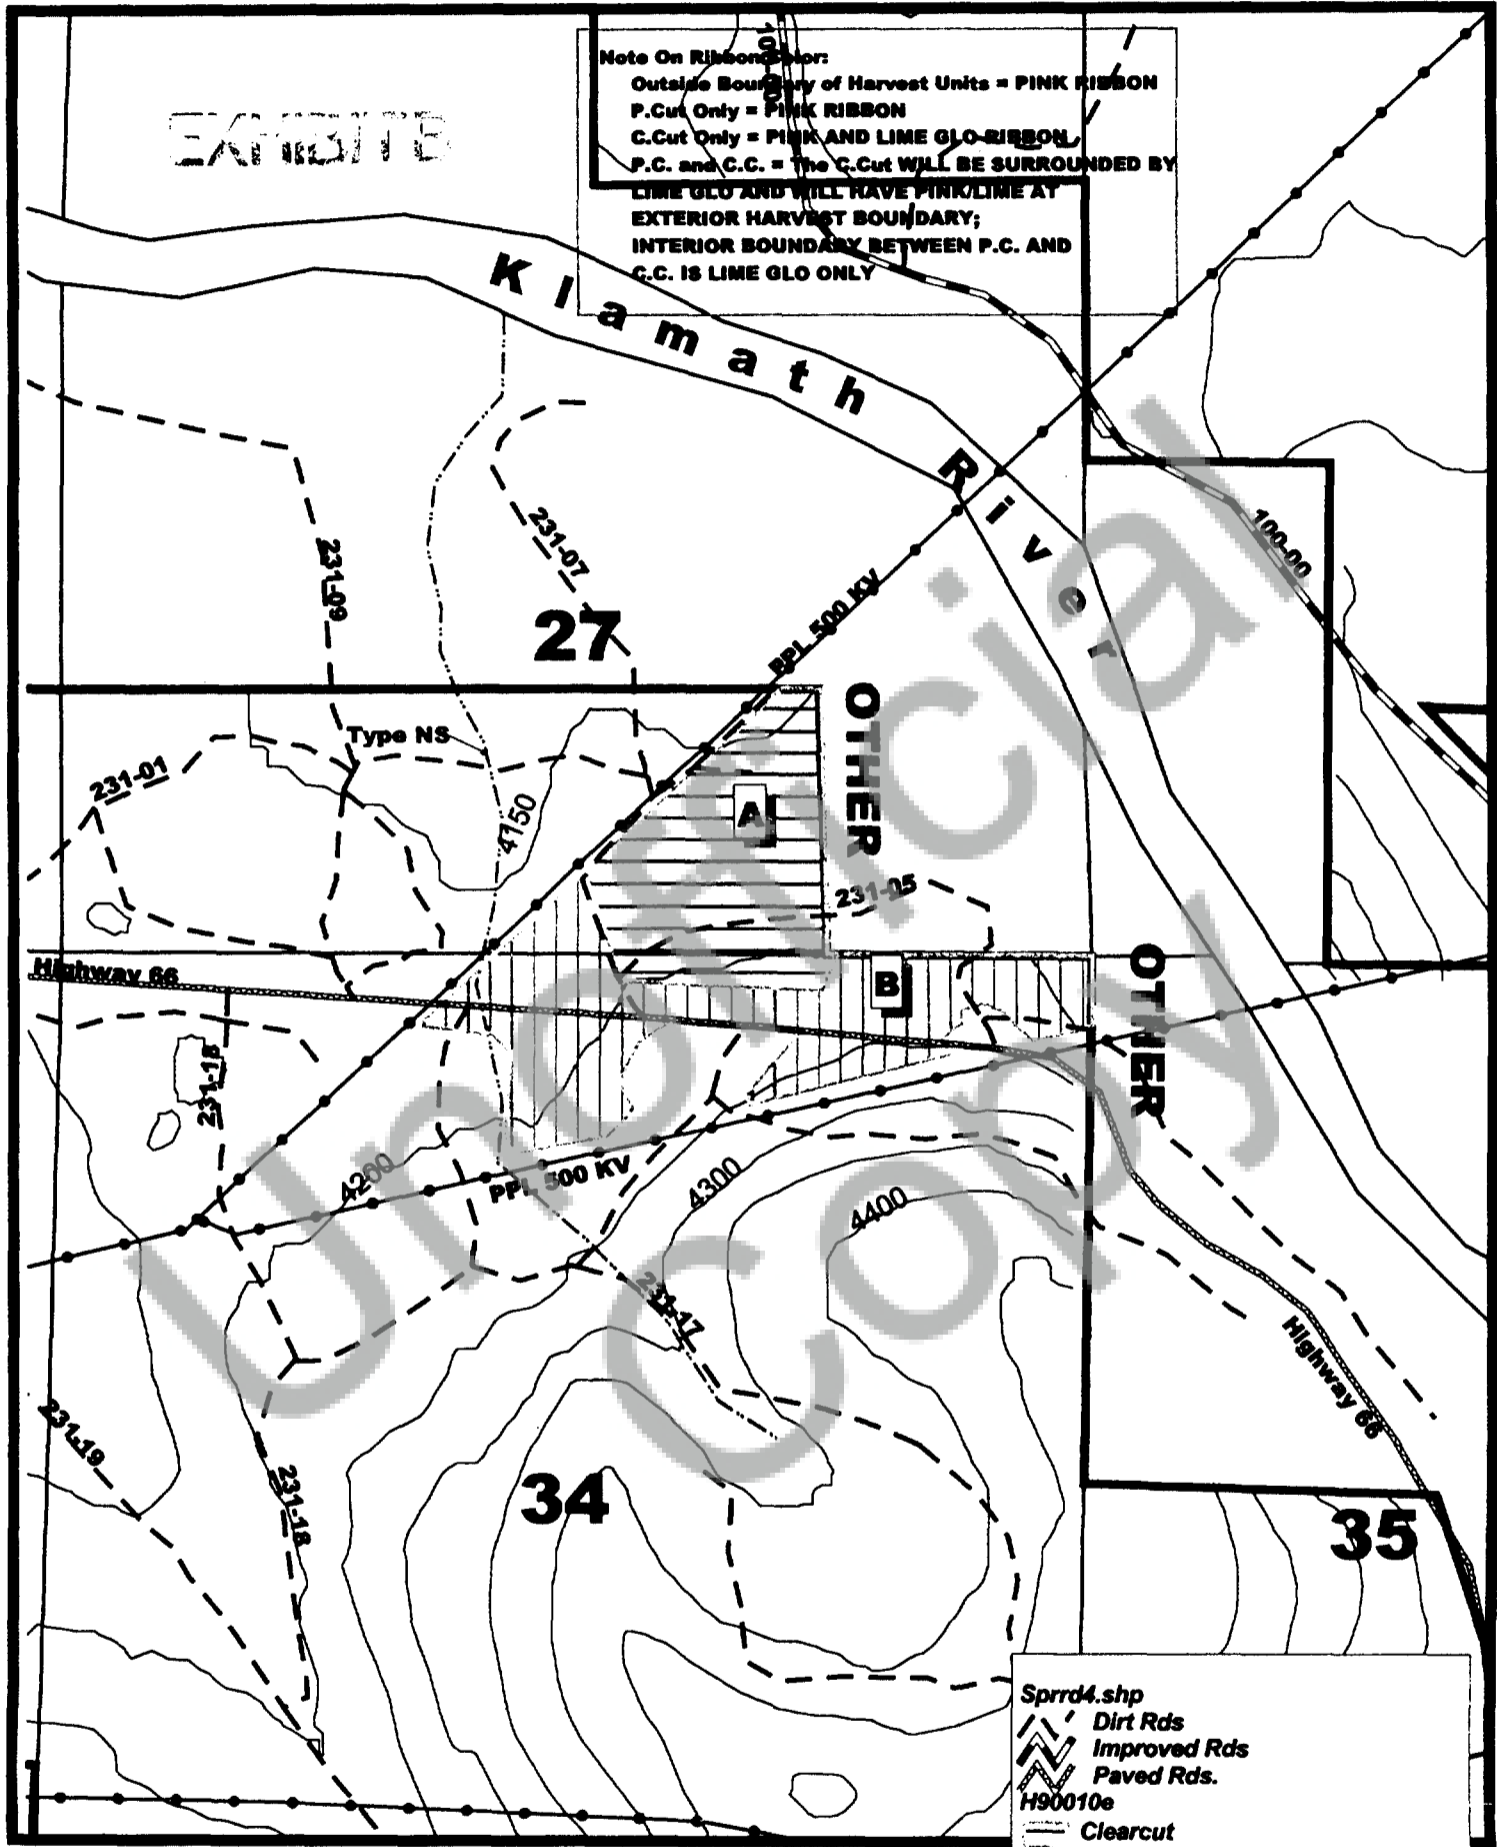 EXHIBIT B
Note On Ribbon Color:
Outside Boundary of Harvest Units = PINK RIBBON
P.Cut Only = PINK RIBBON
C.Cut Only = PINK AND LIME GLO RIBBON
P.C. and C.C. = The C.Cut WILL BE SURROUNDED BY
LIME GLO AND WILL HAVE PINK/LIME AT
EXTERIOR HARVEST BOUNDARY;
INTERIOR BOUNDARY BETWEEN P.C. AND
C.C. IS LIME GLO ONLY
100-00
Klamath River
100-00
231-09
231-07
27
PPL 500 KV
OTHER
Type NS
231-01
4150
A
231-05
Highway 66
B
OTHER
231-18
4200
PPL 500 KV
4300
4400
231-17
Highway 66
231-19
231-18
34
35
Unofficial
Copy
Sprrd4.shp
Dirt Rds
Improved Rds
Paved Rds.
H90010e
Clearcut